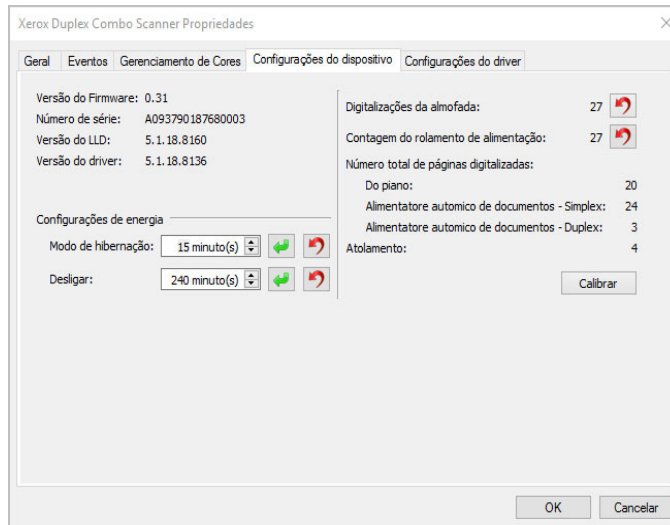 Xerox Duplex Combo Scanner Propriedades
Geral Eventos Gerenciamento de Cores Configurações do dispositivo Configurações do driver
Versão do Firmware: 0.31
Número de série: A093790187680003
Versão do LLD: 5.1.18.8160
Versão do driver: 5.1.18.8136
Configurações de energia
Modo de hibernação: 15 minuto(s)
Desligar: 240 minuto(s)
Digitalizações da almofada: 27
Contagem do rolamento de alimentação: 27
Número total de páginas digitalizadas:
Do piano: 20
Alimentatore automico de documentos - Simplex: 24
Alimentatore automico de documentos - Duplex: 3
Atolamento: 4
Calibrar
OK Cancelar